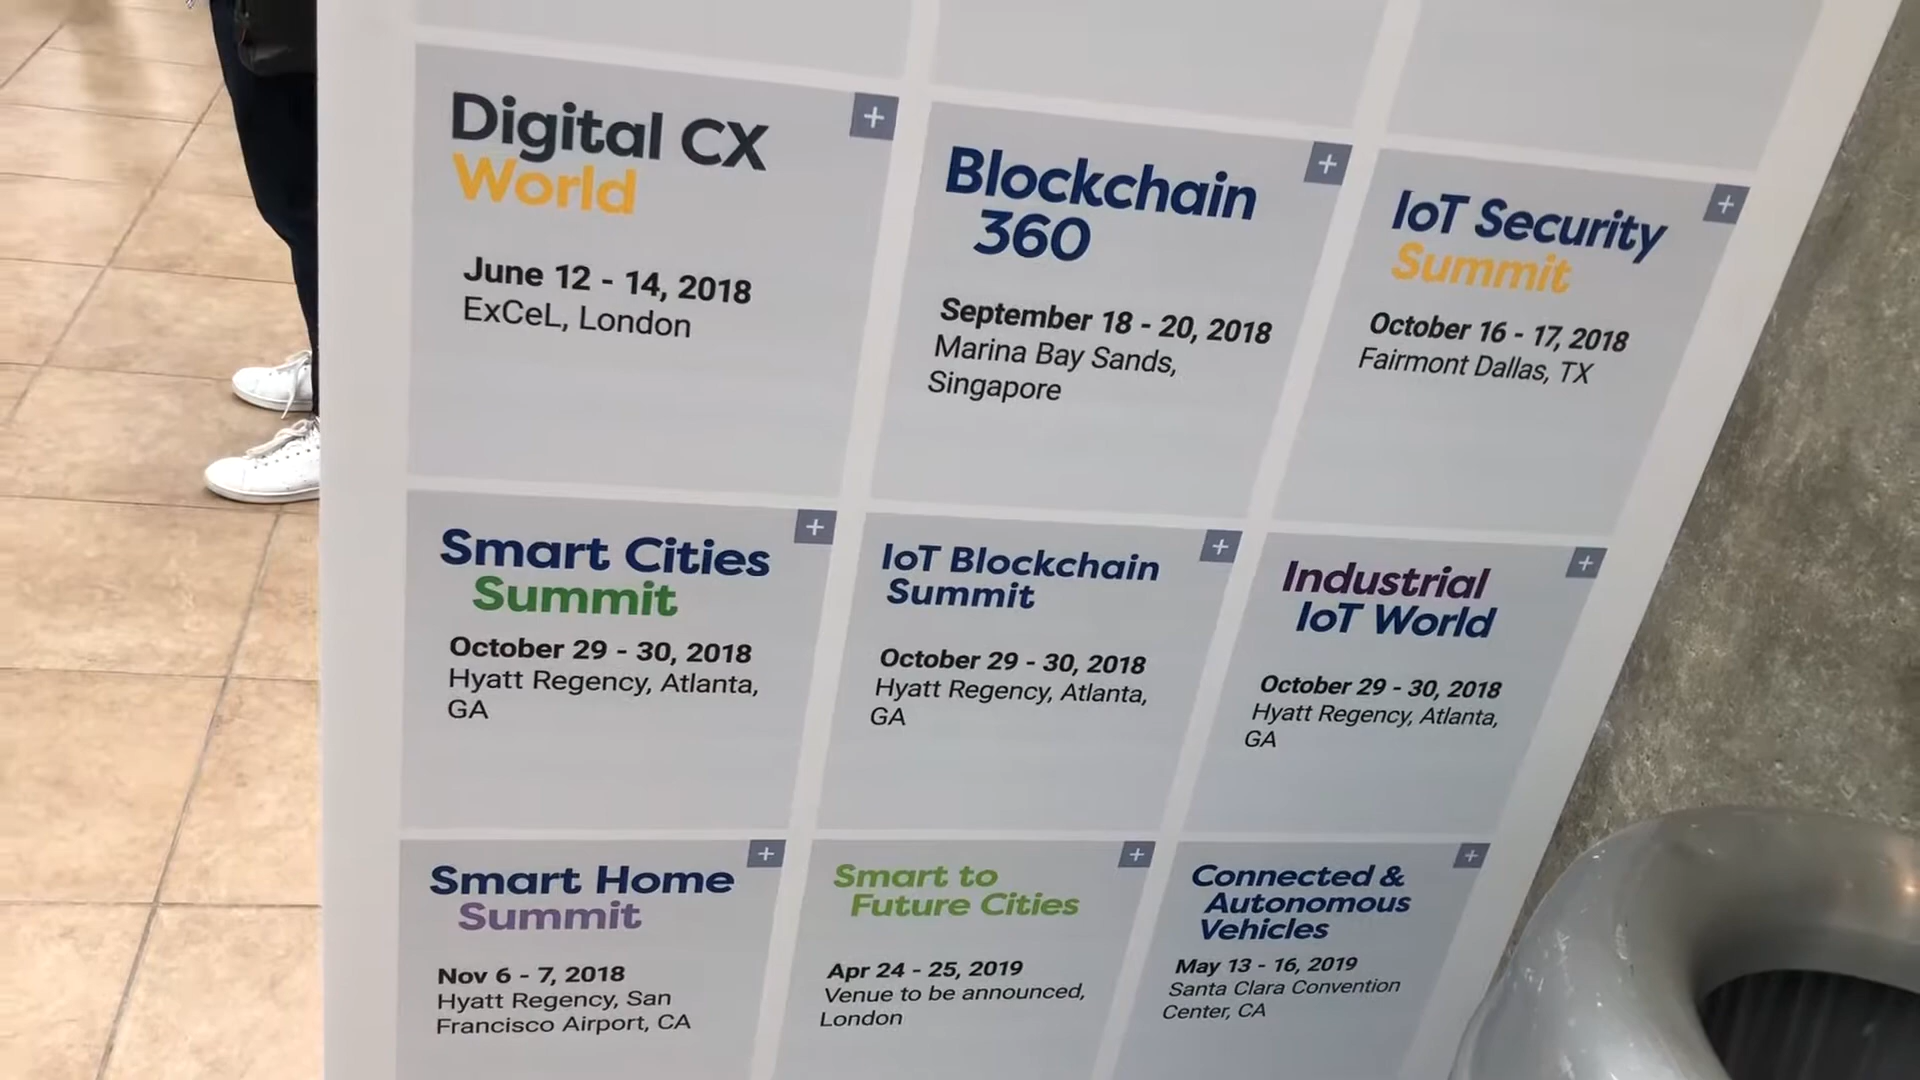 Digital CX
World
June 12 - 14, 2018
ExCeL, London
+
Blockchain
360
September 18 - 20, 2018
Marina Bay Sands,
Singapore
+
IoT Security
Summit
October 16 - 17, 2018
Fairmont Dallas, TX
+
Smart Cities
Summit
October 29 - 30, 2018
Hyatt Regency, Atlanta,
GA
+
IoT Blockchain
Summit
October 29 - 30, 2018
Hyatt Regency, Atlanta,
GA
+
Industrial
IoT World
October 29 - 30, 2018
Hyatt Regency, Atlanta,
GA
+
Smart Home
Summit
Nov 6 - 7, 2018
Hyatt Regency, San
Francisco Airport, CA
+
Smart to
Future Cities
Apr 24 - 25, 2019
Venue to be announced,
London
+
Connected &
Autonomous
Vehicles
May 13 - 16, 2019
Santa Clara Convention
Center, CA
+